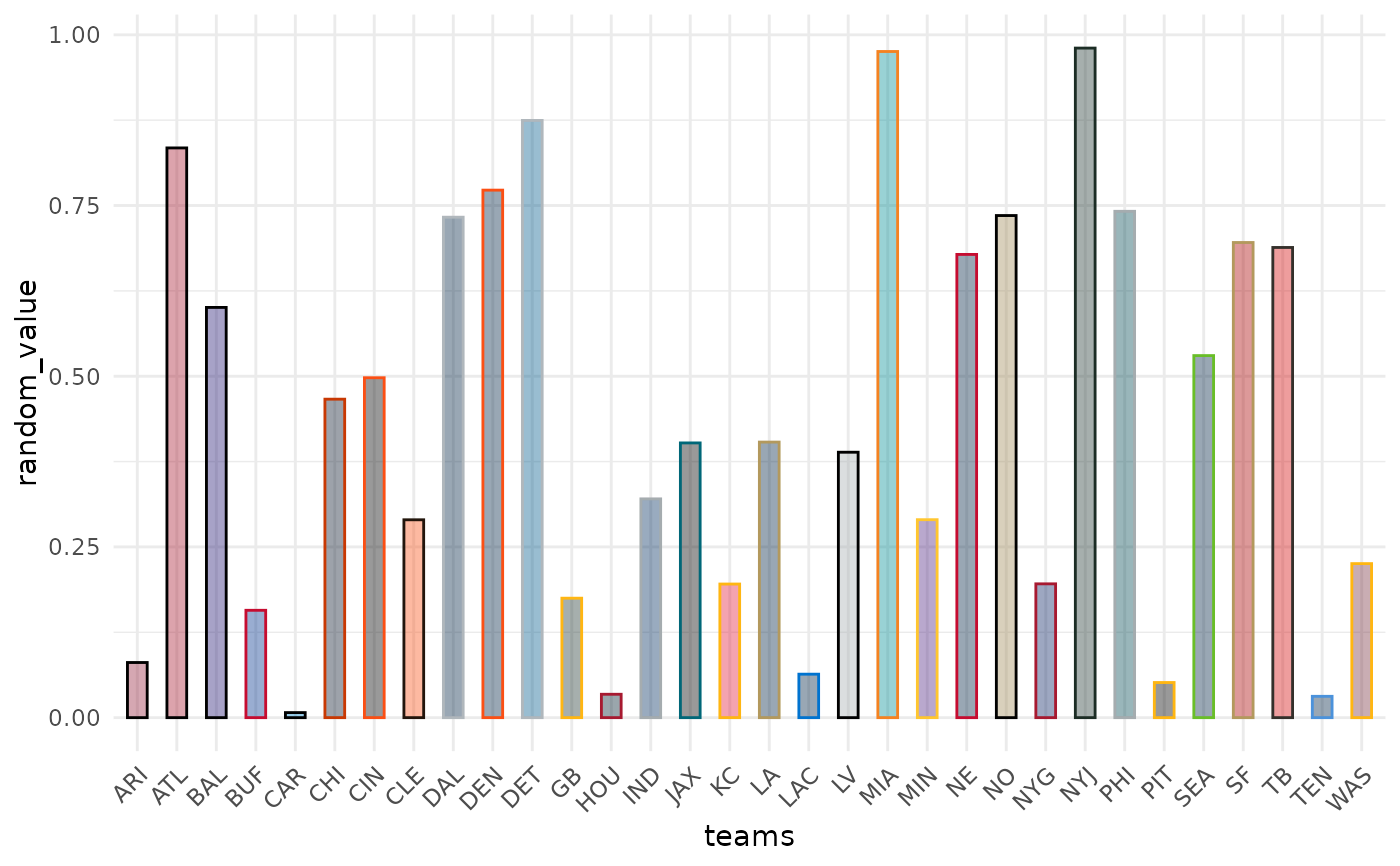 1.00
0.75
0.50
0.25
0.00
random_value
ARI ATL BAL BUF CAR CHI CIN CLE DAL DEN DET GB HOU IND JAX KC LA LAC LV MIA MIN NE NO NYG NYJ PHI PIT SEA SF TB TEN WAS
teams